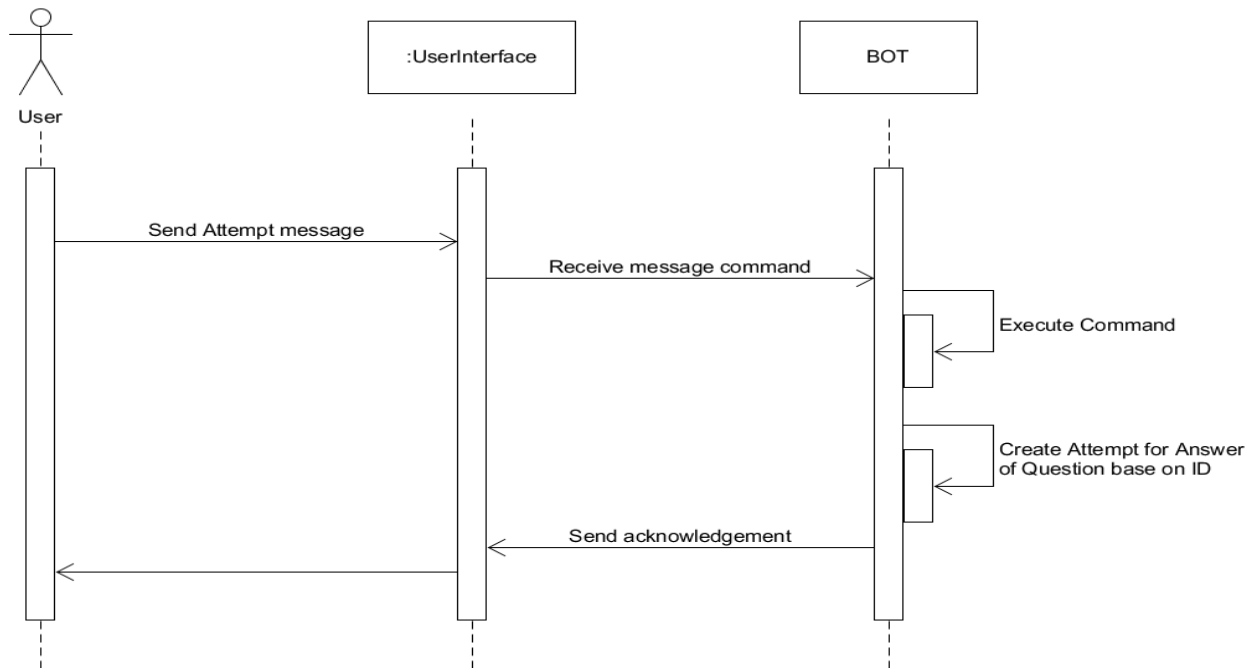 :UserInterface
BOT
User
Send Attempt message
Receive message command
Execute Command
Create Attempt for Answer
of Question base on ID
Send acknowledgement